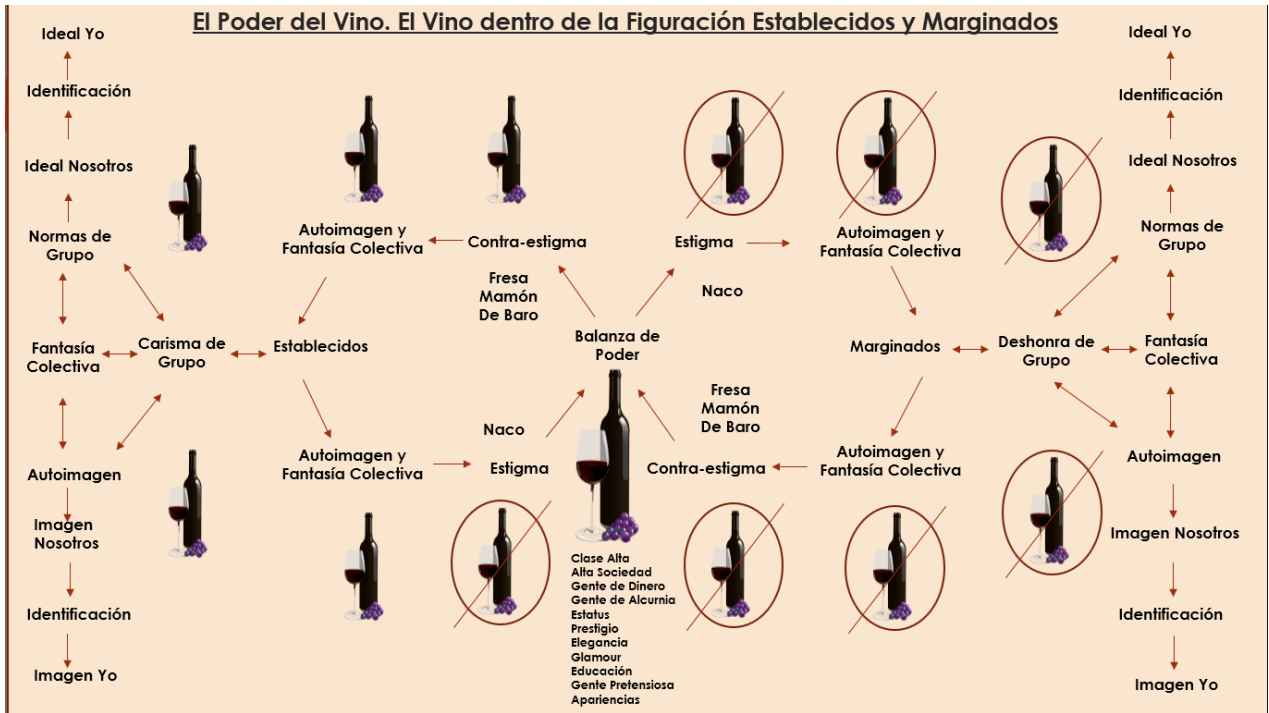 El Poder del Vino. El Vino dentro de la Figuración Establecidos y Marginados
Ideal Yo
Identificación
Ideal Nosotros
Normas de
Grupo
Fantasía
Colectiva
Carisma de
Grupo
Establecidos
Autoimagen
Imagen
Nosotros
Identificación
Imagen Yo
Autoimagen y
Fantasía Colectiva
Contra-estigma
Fresa
Mamón
De Baro
Autoimagen y
Fantasía Colectiva
Naco
Estigma
Balanza de
Poder
Clase Alta
Alta Sociedad
Gente de Dinero
Gente de Alcurnia
Estatus
Prestigio
Elegancia
Glamour
Educación
Gente Pretensiosa
Apariencias
Estigma
Naco
Autoimagen y
Fantasía Colectiva
Marginados
Fresa
Mamón
De Baro
Contra-estigma
Autoimagen y
Fantasía Colectiva
Deshonra de
Grupo
Ideal Yo
Identificación
Ideal Nosotros
Normas de
Grupo
Fantasía
Colectiva
Autoimagen
Imagen Nosotros
Identificación
Imagen Yo